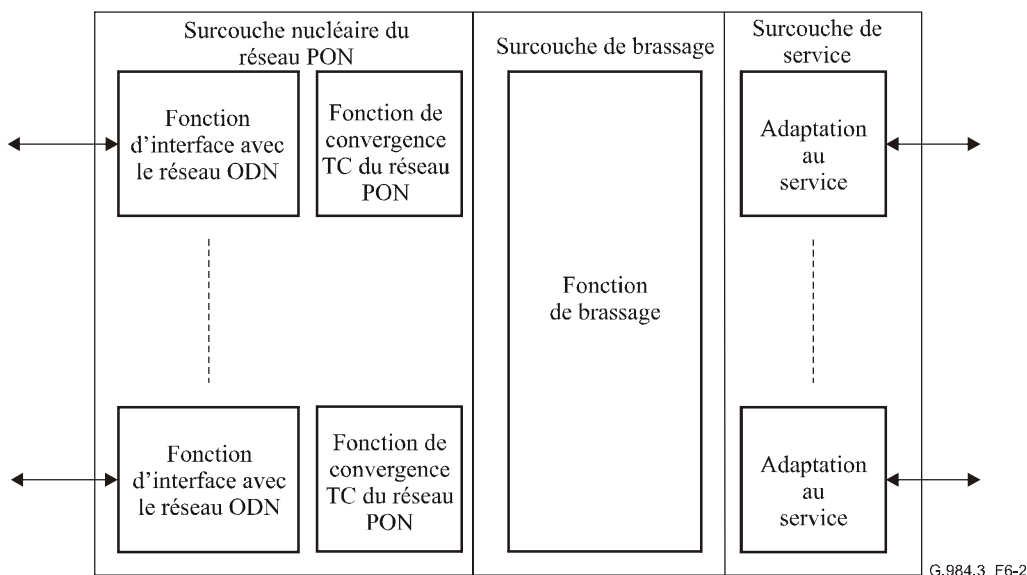 Surcouche nucléaire du
réseau PON
Surcouche de brassage
Surcouche de
service
Fonction
d'interface avec
le réseau ODN
Fonction de
convergence
TC du réseau
PON
Adaptation
au
service
Fonction
de brassage
Fonction
d'interface avec
le réseau ODN
Fonction de
convergence
TC du réseau
PON
Adaptation
au
service
G.984.3_F6-2